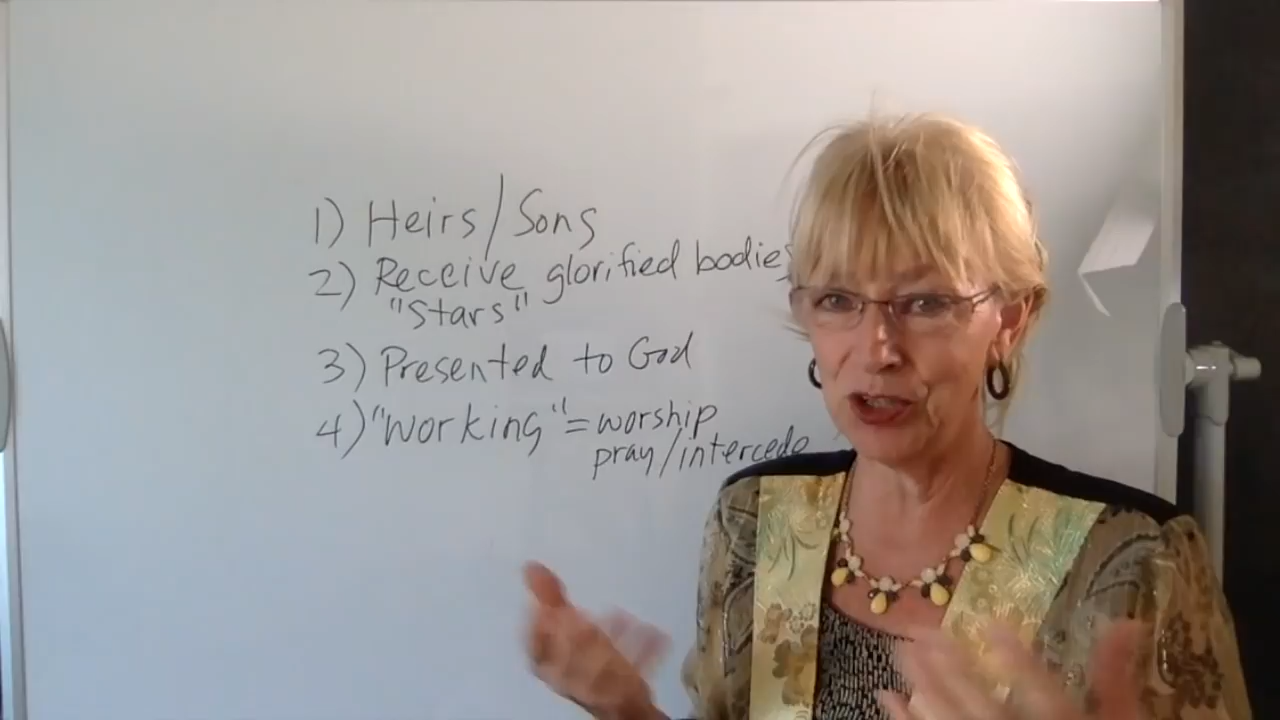 1) Heirs/Sons
2) Receive glorified bodies
"Stars"
3) Presented to God
4) "Working" = worship
pray/intercede